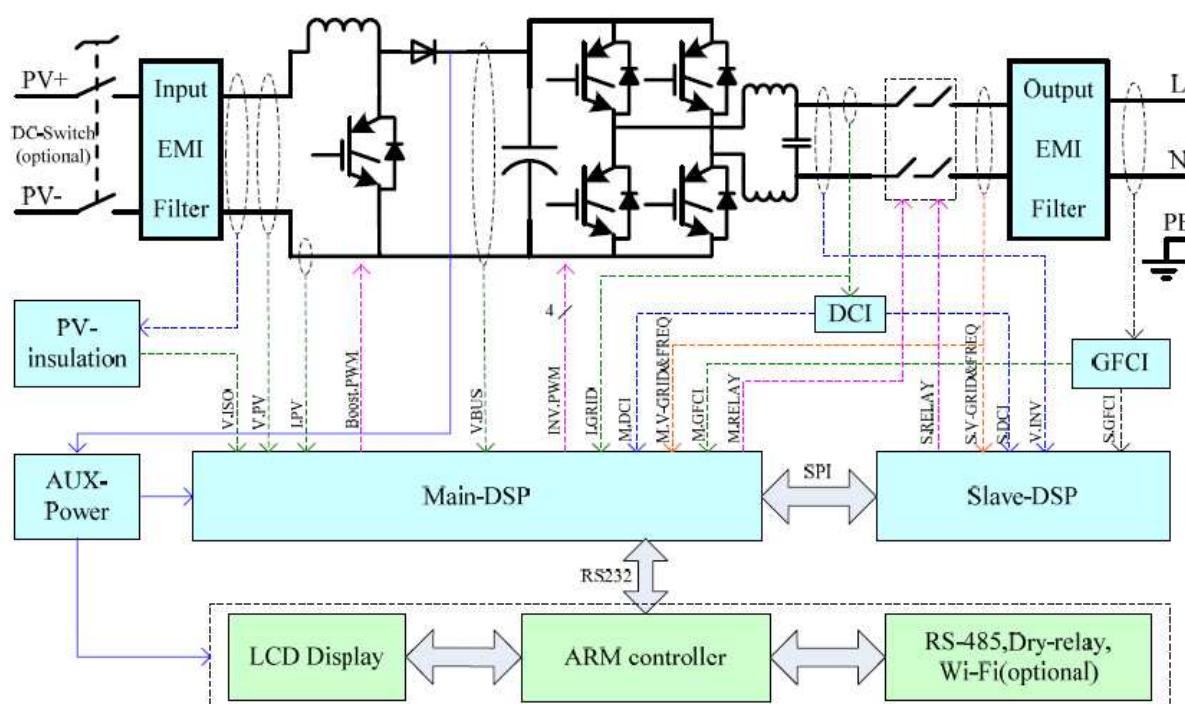 PV+
DC-Switch
(optional)
PV-
Input
EMI
Filter
Output
EMI
Filter
L
N
PE
4
PV-
insulation
DCI
GFCI
V.ISO
V.PV
I.PV
Boost.PWM
V.BUS
INV.PWM
I.GRID
M.DCI
M.V-GRID&FREQ
M.GFCI
M.RELAY
S.RELAY
S.V-GRID&FREQ
S.DCI
V.INV
S.GFCI
AUX-
Power
Main-DSP
SPI
Slave-DSP
RS232
LCD Display
ARM controller
RS-485,Dry-relay,
Wi-Fi(optional)